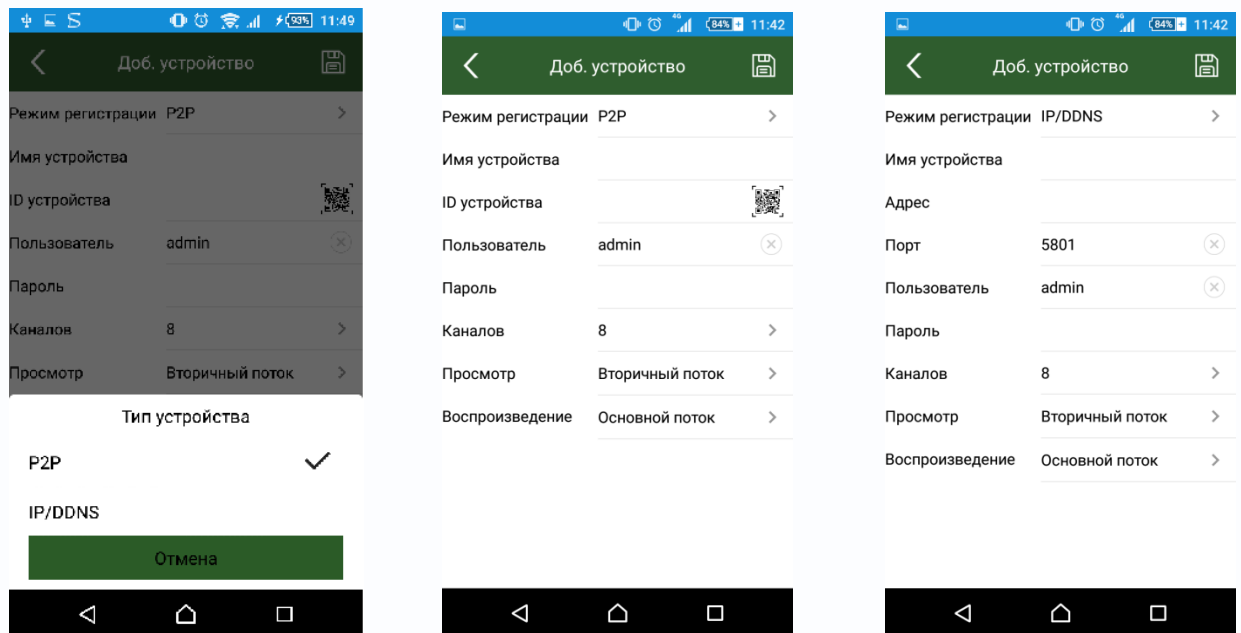 93% 11:49
Доб. устройство
Режим регистрации P2P
Имя устройства
ID устройства
Пользователь admin
Пароль
Каналов 8
Просмотр Вторичный поток
Тип устройства
P2P
IP/DDNS
Отмена
4G 84% 11:42
Доб. устройство
Режим регистрации P2P
Имя устройства
ID устройства
Пользователь admin
Пароль
Каналов 8
Просмотр Вторичный поток
Воспроизведение Основной поток
4G 84% 11:42
Доб. устройство
Режим регистрации IP/DDNS
Имя устройства
Адрес
Порт 5801
Пользователь admin
Пароль
Каналов 8
Просмотр Вторичный поток
Воспроизведение Основной поток